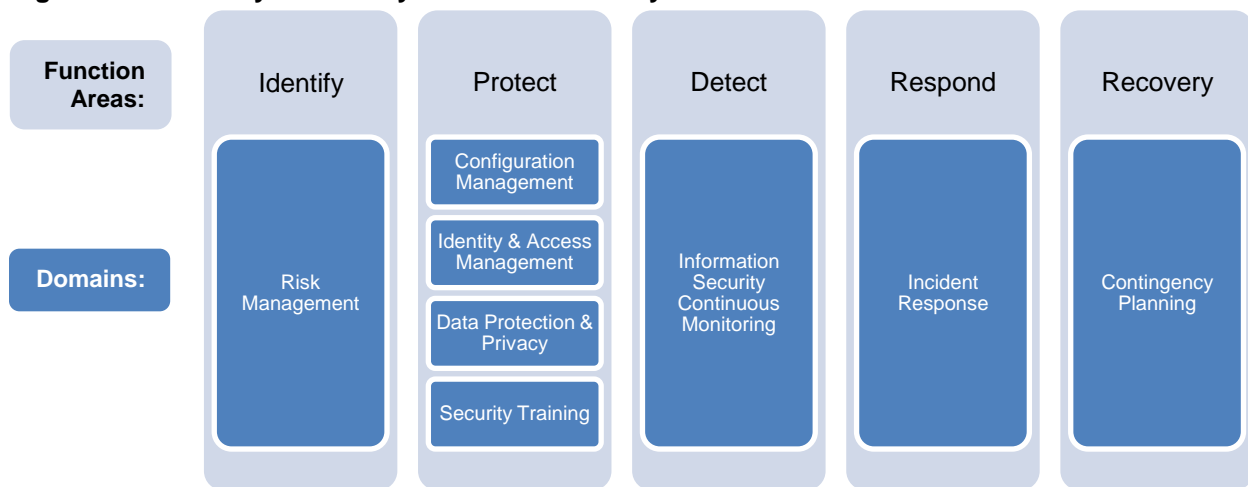 Function
Areas:
Identify
Protect
Detect
Respond
Recovery
Domains:
Risk
Management
Configuration
Management
Identity & Access
Management
Data Protection &
Privacy
Security Training
Information
Security
Continuous
Monitoring
Incident
Response
Contingency
Planning